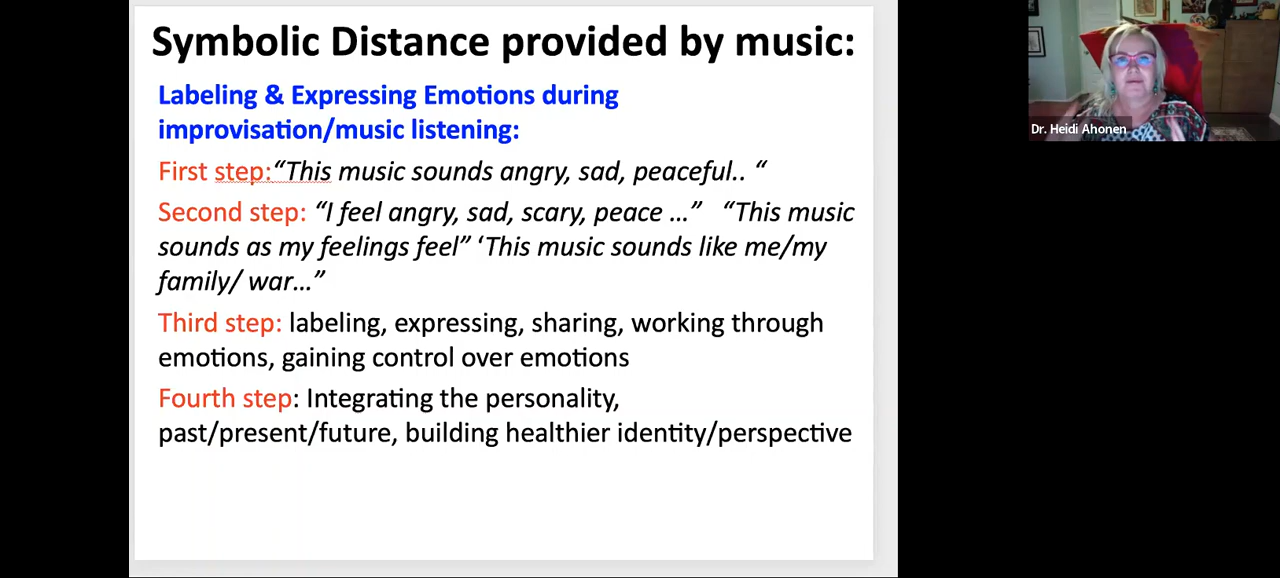 Symbolic Distance provided by music:
Labeling & Expressing Emotions during
improvisation/music listening:
First step:“This music sounds angry, sad, peaceful.. “
Second step: “I feel angry, sad, scary, peace …” “This music
sounds as my feelings feel” ‘This music sounds like me/my
family/ war…”
Third step: labeling, expressing, sharing, working through
emotions, gaining control over emotions
Fourth step: Integrating the personality,
past/present/future, building healthier identity/perspective
Dr. Heidi Ahonen